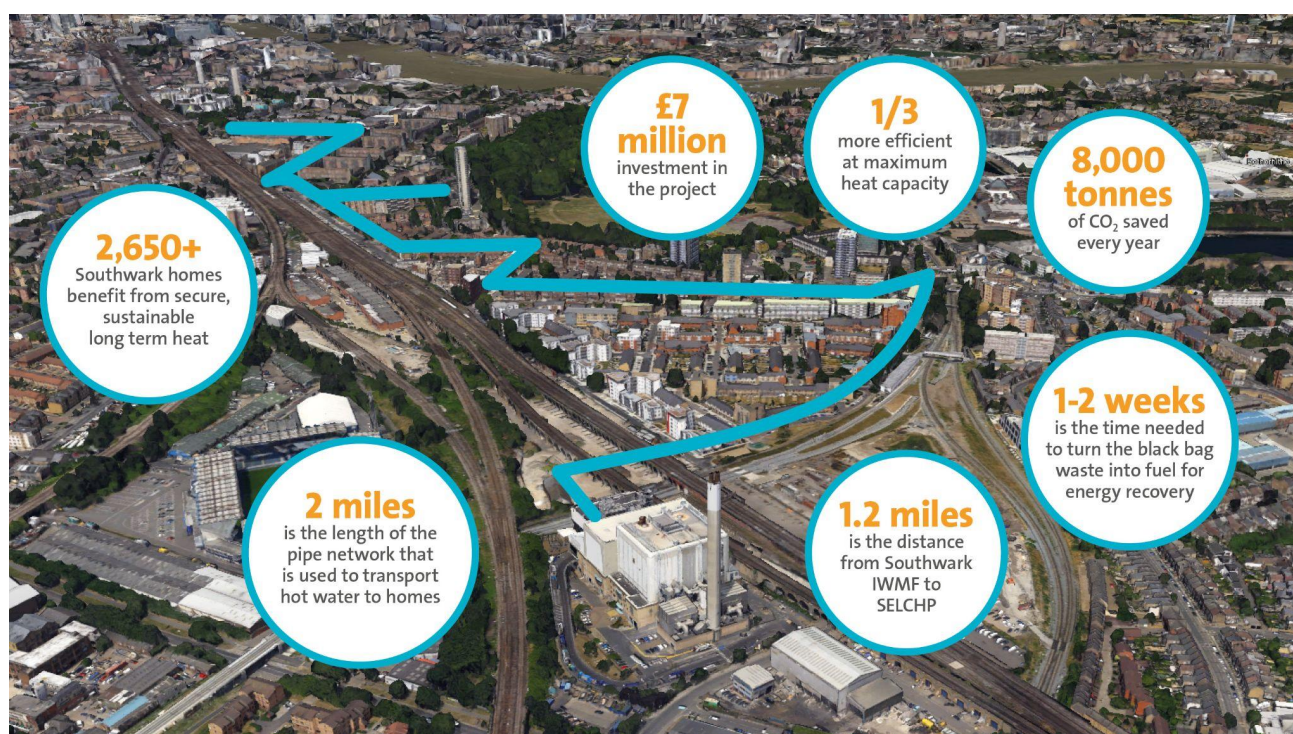 £7
million
investment in
the project
1/3
more efficient
at maximum
heat capacity
8,000
tonnes
of CO₂ saved
every year
2,650+
Southwark homes
benefit from secure,
sustainable
long term heat
1-2 weeks
is the time needed
to turn the black bag
waste into fuel for
energy recovery
2 miles
is the length of the
pipe network that
is used to transport
hot water to homes
1.2 miles
is the distance
from Southwark
IWMF to
SELCHP